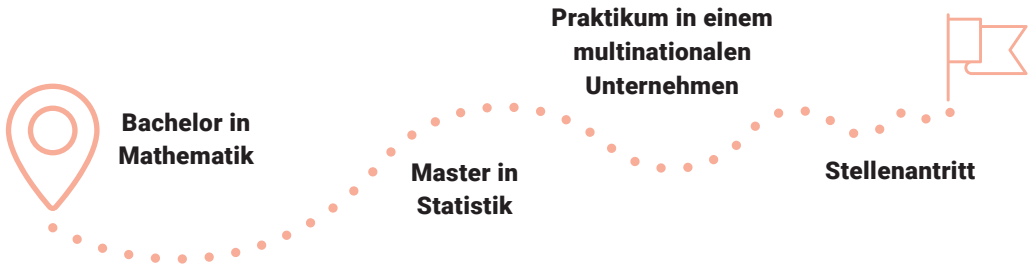 Bachelor in
Mathematik
Master in
Statistik
Praktikum in einem
multinationalen
Unternehmen
Stellenantritt